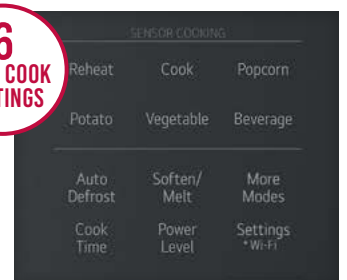 6
COOK
TINGS
SENSOR COOKING
Reheat Cook Popcorn
Potato Vegetable Beverage
Auto Defrost Soften/ Melt More Modes
Cook Time Power Level Settings *Wi-Fi